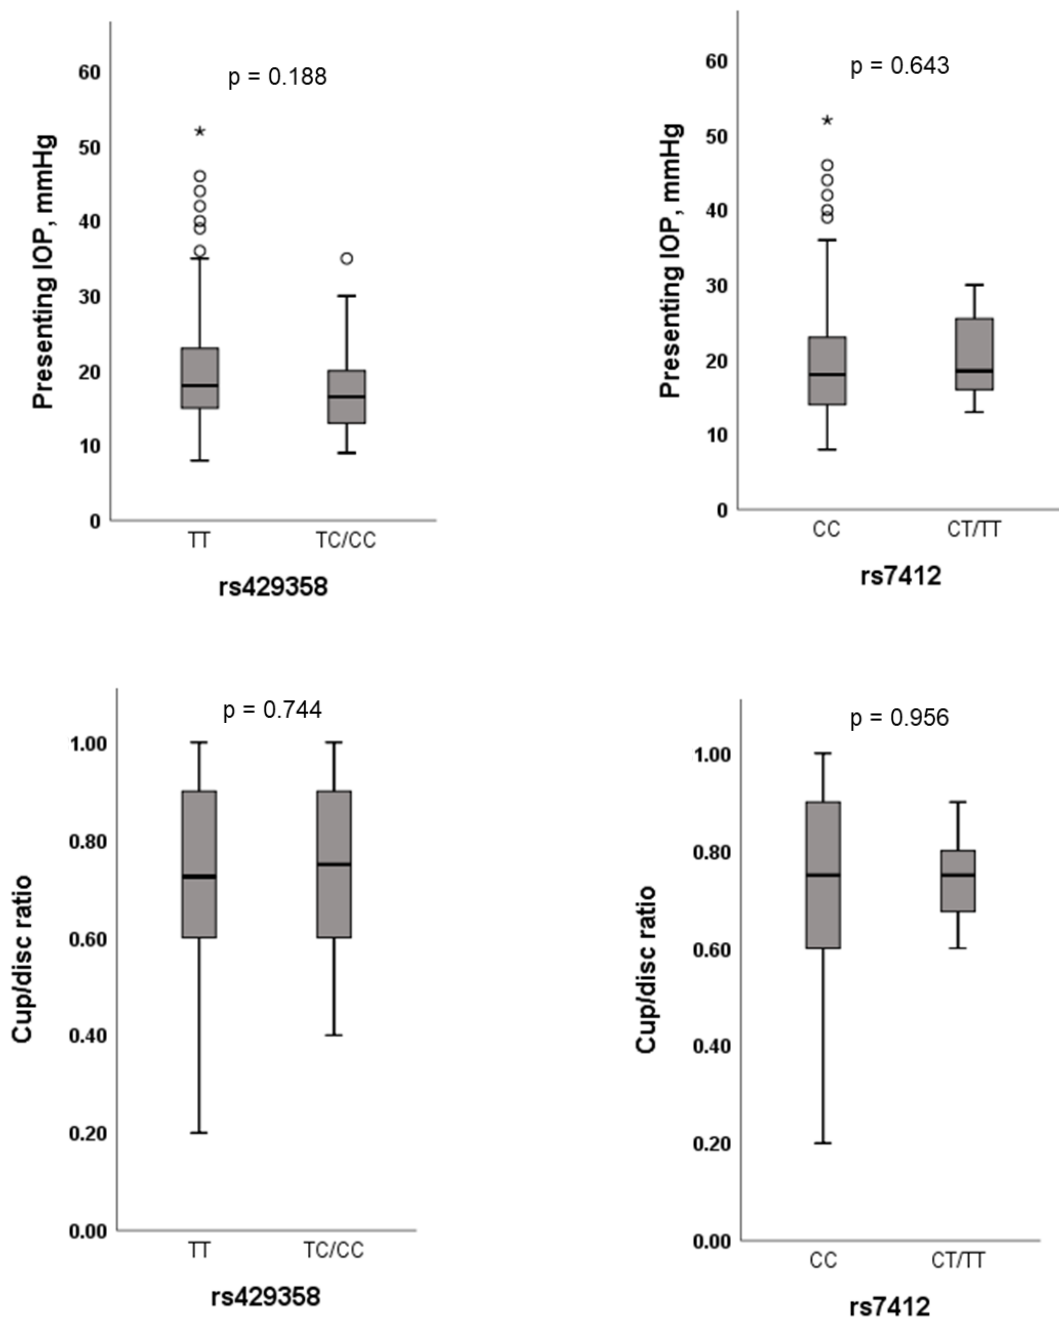 p = 0.188
Presenting IOP, mmHg
60
50
40
30
20
10
0
TT TC/CC
rs429358
p = 0.643
Presenting IOP, mmHg
60
50
40
30
20
10
0
CC CT/TT
rs7412
p = 0.744
Cup/disc ratio
1.00
0.80
0.60
0.40
0.20
0.00
TT TC/CC
rs429358
p = 0.956
Cup/disc ratio
1.00
0.80
0.60
0.40
0.20
0.00
CC CT/TT
rs7412